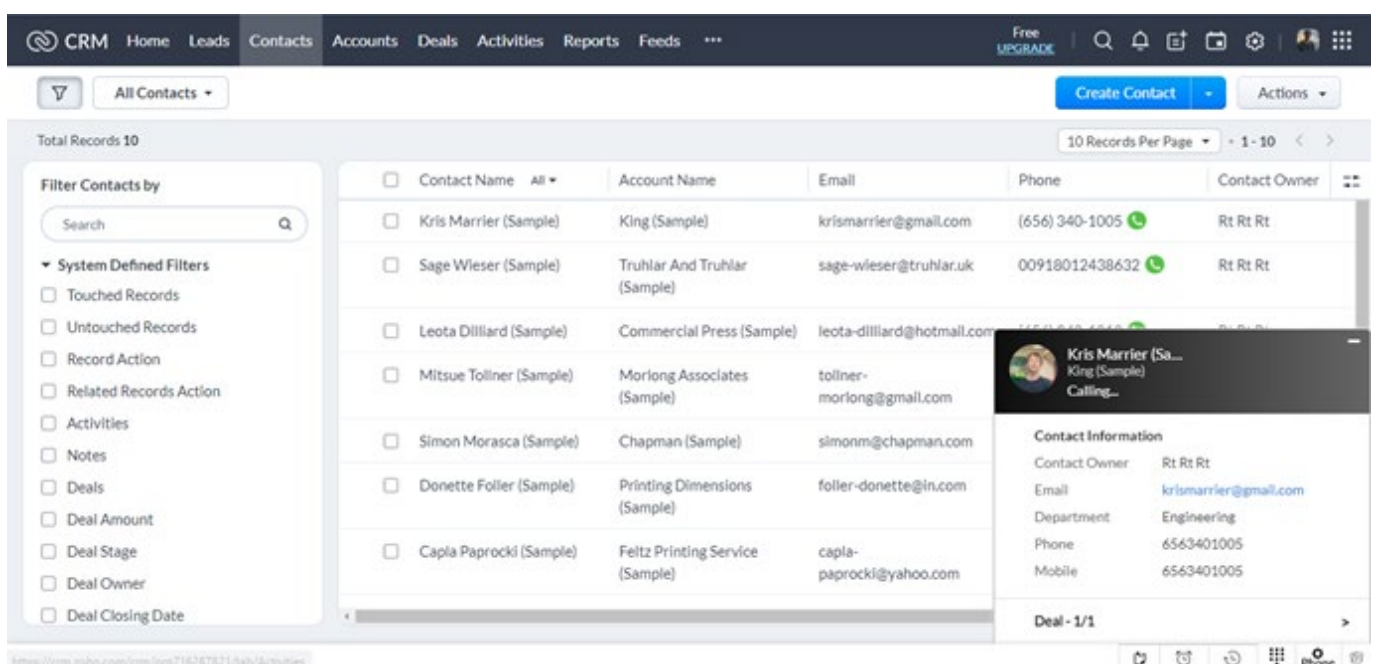 CRM Home Leads Contacts Accounts Deals Activities Reports Feeds ••• Free
UPGRADE
All Contacts
Create Contact
Actions
Total Records 10
10 Records Per Page
1 - 10
Filter Contacts by
Search
System Defined Filters
Touched Records
Untouched Records
Record Action
Related Records Action
Activities
Notes
Deals
Deal Amount
Deal Stage
Deal Owner
Deal Closing Date
Contact Name All Account Name Email Phone Contact Owner
Kris Marrier (Sample) King (Sample) krismarrier@gmail.com (656) 340-1005 Rt Rt Rt
Sage Wieser (Sample) Truhlar And Truhlar sage-wieser@truhlar.uk 00918012438632 Rt Rt Rt
(Sample)
Leota Dilliard (Sample) Commercial Press (Sample) leota-dilliard@hotmail.com
Mitsue Tollner (Sample) Morlong Associates tollner-
(Sample) morlong@gmail.com
Simon Morasca (Sample) Chapman (Sample) simonm@chapman.com
Donette Foller (Sample) Printing Dimensions foller-donette@in.com
(Sample)
Capla Paprocki (Sample) Feltz Printing Service capla-
(Sample) paprocki@yahoo.com
Kris Marrier (Sa...
King (Sample)
Calling...
Contact Information
Contact Owner Rt Rt Rt
Email krismarrier@gmail.com
Department Engineering
Phone 6563401005
Mobile 6563401005
Deal - 1/1